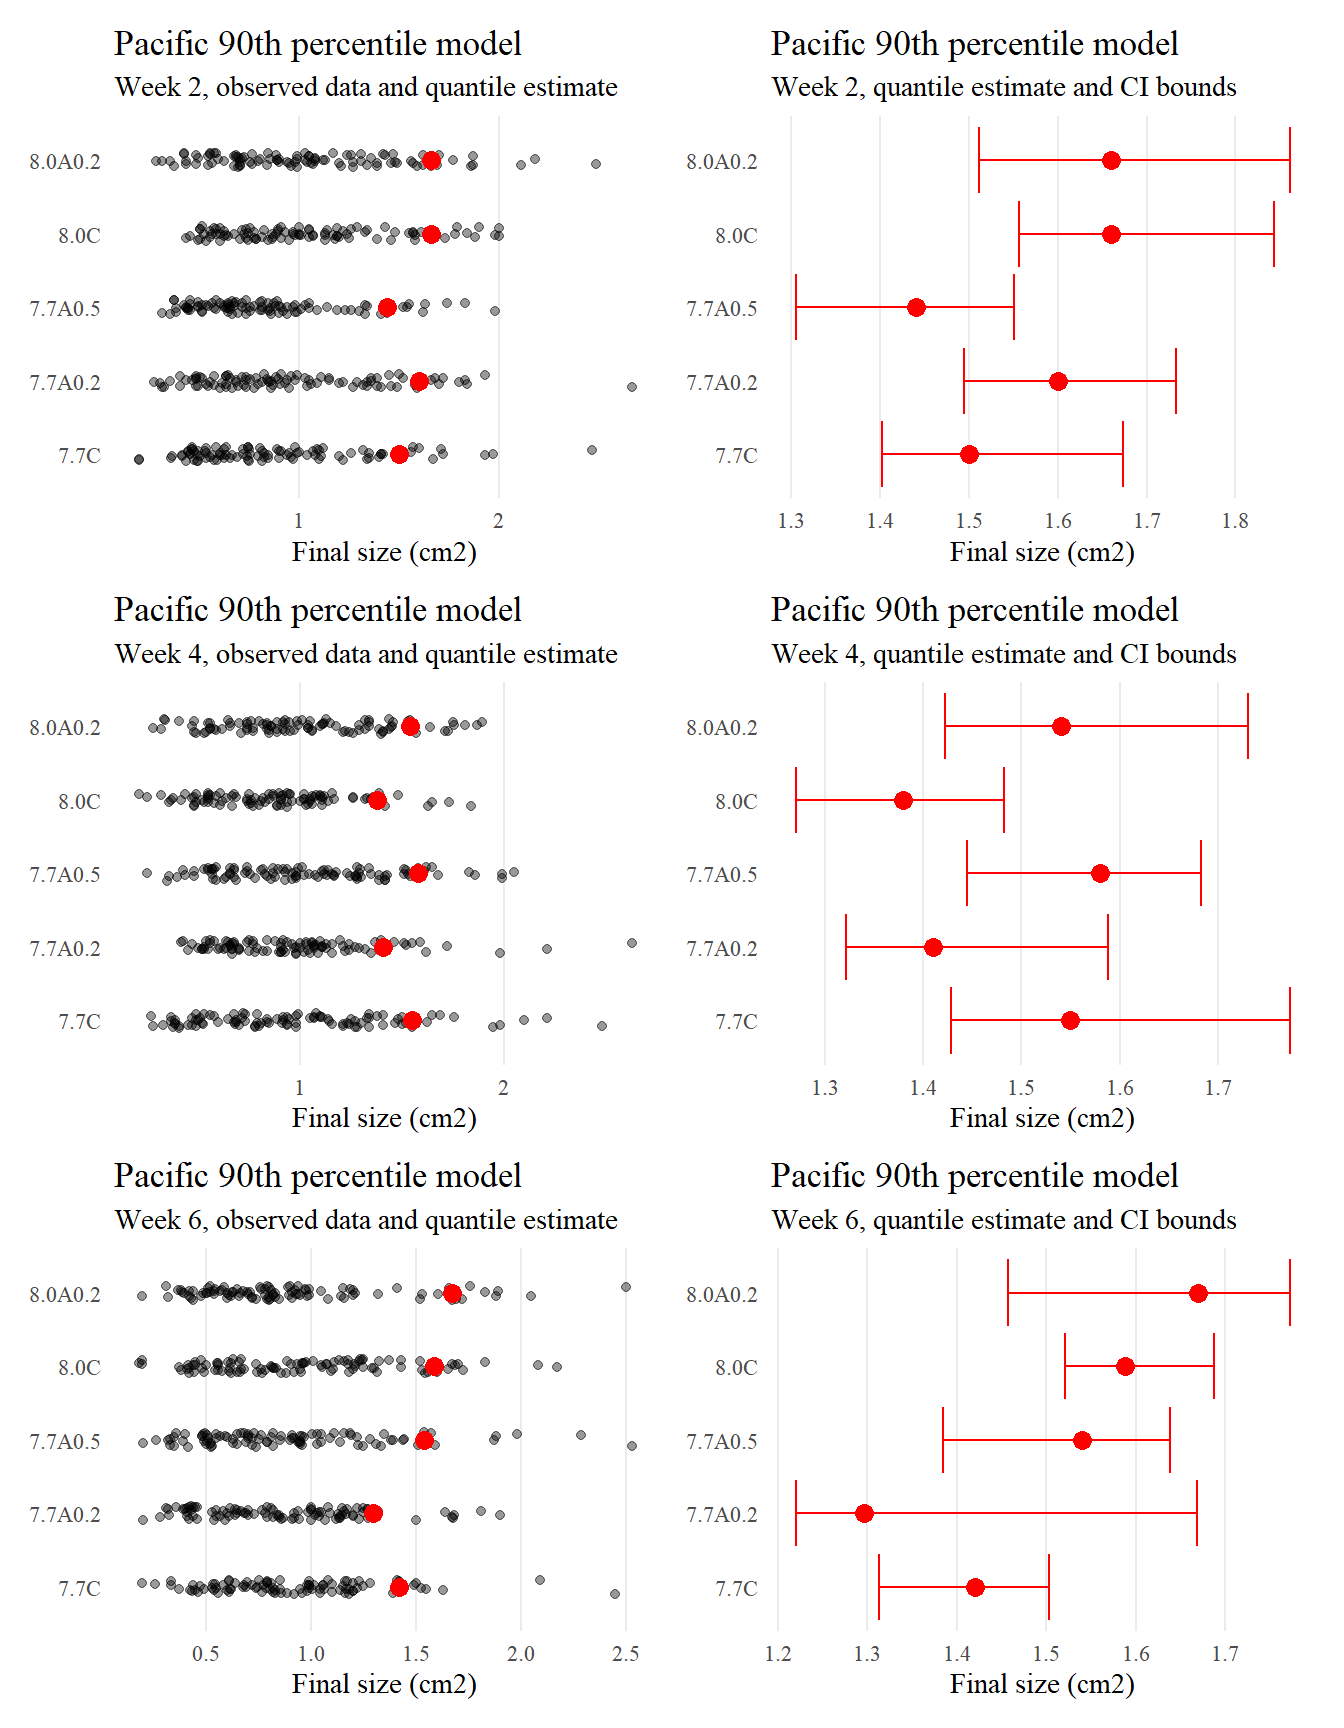 Pacific 90th percentile model
Week 2, observed data and quantile estimate
8.0A0.2
8.0C
7.7A0.5
7.7A0.2
7.7C
1 2
Final size (cm2)
Pacific 90th percentile model
Week 2, quantile estimate and CI bounds
8.0A0.2
8.0C
7.7A0.5
7.7A0.2
7.7C
1.3 1.4 1.5 1.6 1.7 1.8
Final size (cm2)
Pacific 90th percentile model
Week 4, observed data and quantile estimate
8.0A0.2
8.0C
7.7A0.5
7.7A0.2
7.7C
1 2
Final size (cm2)
Pacific 90th percentile model
Week 4, quantile estimate and CI bounds
8.0A0.2
8.0C
7.7A0.5
7.7A0.2
7.7C
1.3 1.4 1.5 1.6 1.7
Final size (cm2)
Pacific 90th percentile model
Week 6, observed data and quantile estimate
8.0A0.2
8.0C
7.7A0.5
7.7A0.2
7.7C
0.5 1.0 1.5 2.0 2.5
Final size (cm2)
Pacific 90th percentile model
Week 6, quantile estimate and CI bounds
8.0A0.2
8.0C
7.7A0.5
7.7A0.2
7.7C
1.2 1.3 1.4 1.5 1.6 1.7
Final size (cm2)